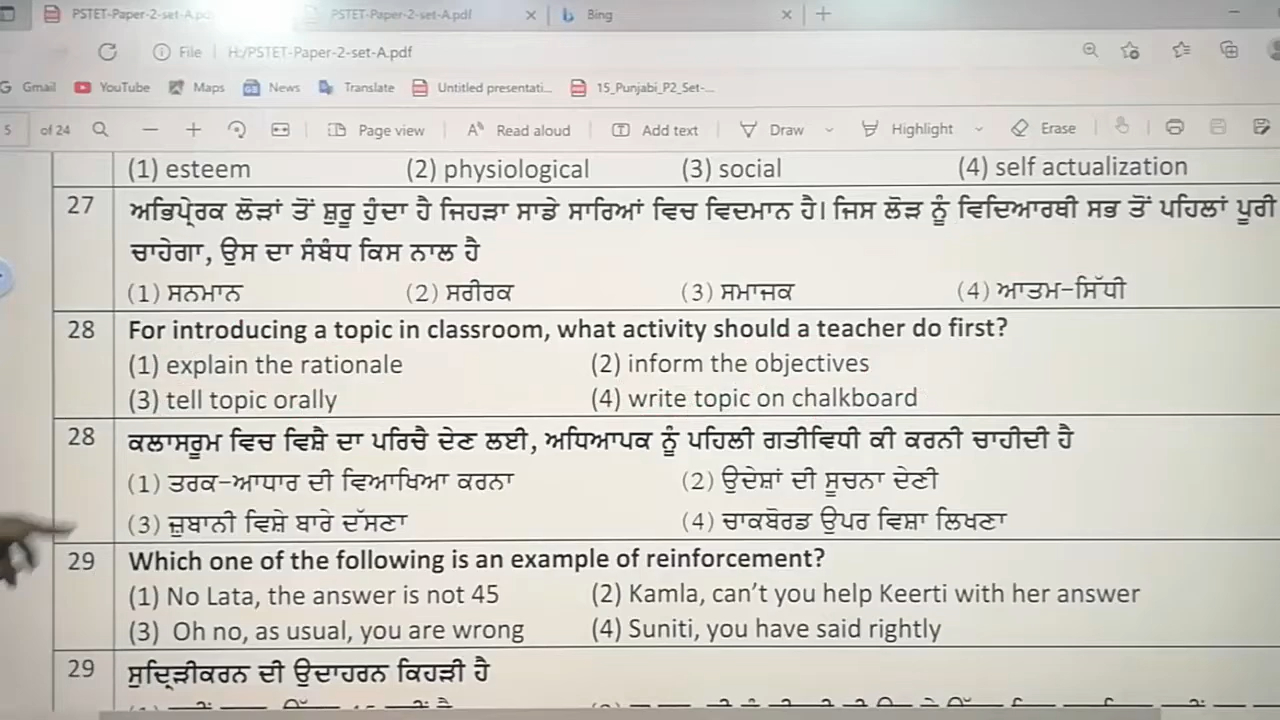 PSTET-Paper-2-set-A.pd
PSTET-Paper-2-set-A.pdf
Bing
File H:/PSTET-Paper-2-set-A.pdf
Gmail YouTube Maps News Translate Untitled presentati... 15_Punjabi_P2_Set-...
5 of 24 Page view Read aloud Add text Draw Highlight Erase
(1) esteem (2) physiological (3) social (4) self actualization
27 ਅਭਿਪ੍ਰੇਰਕ ਲੋੜਾਂ ਤੋਂ ਸ਼ੁਰੂ ਹੁੰਦਾ ਹੈ ਜਿਹੜਾ ਸਾਡੇ ਸਾਰਿਆਂ ਵਿਚ ਵਿਦਮਾਨ ਹੈ। ਜਿਸ ਲੋੜ ਨੂੰ ਵਿਦਿਆਰਥੀ ਸਭ ਤੋਂ ਪਹਿਲਾਂ ਪੂਰੀ
ਚਾਹੇਗਾ, ਉਸ ਦਾ ਸੰਬੰਧ ਕਿਸ ਨਾਲ ਹੈ
(1) ਸਨਮਾਨ (2) ਸਰੀਰਕ (3) ਸਮਾਜਕ (4) ਆਤਮ-ਸਿੱਧੀ
28 For introducing a topic in classroom, what activity should a teacher do first?
(1) explain the rationale (2) inform the objectives
(3) tell topic orally (4) write topic on chalkboard
28 ਕਲਾਸਰੂਮ ਵਿਚ ਵਿਸ਼ੈ ਦਾ ਪਰਿਚੈ ਦੇਣ ਲਈ, ਅਧਿਆਪਕ ਨੂੰ ਪਹਿਲੀ ਗਤੀਵਿਧੀ ਕੀ ਕਰਨੀ ਚਾਹੀਦੀ ਹੈ
(1) ਤਰਕ-ਆਧਾਰ ਦੀ ਵਿਆਖਿਆ ਕਰਨਾ (2) ਉਦੇਸ਼ਾਂ ਦੀ ਸੂਚਨਾ ਦੇਣੀ
(3) ਜ਼ੁਬਾਨੀ ਵਿਸ਼ੇ ਬਾਰੇ ਦੱਸਣਾ (4) ਚਾਕਬੋਰਡ ਉਪਰ ਵਿਸ਼ਾ ਲਿਖਣਾ
29 Which one of the following is an example of reinforcement?
(1) No Lata, the answer is not 45 (2) Kamla, can't you help Keerti with her answer
(3) Oh no, as usual, you are wrong (4) Suniti, you have said rightly
29 ਸੁਦ੍ਰਿੜੀਕਰਨ ਦੀ ਉਦਾਹਰਨ ਕਿਹੜੀ ਹੈ